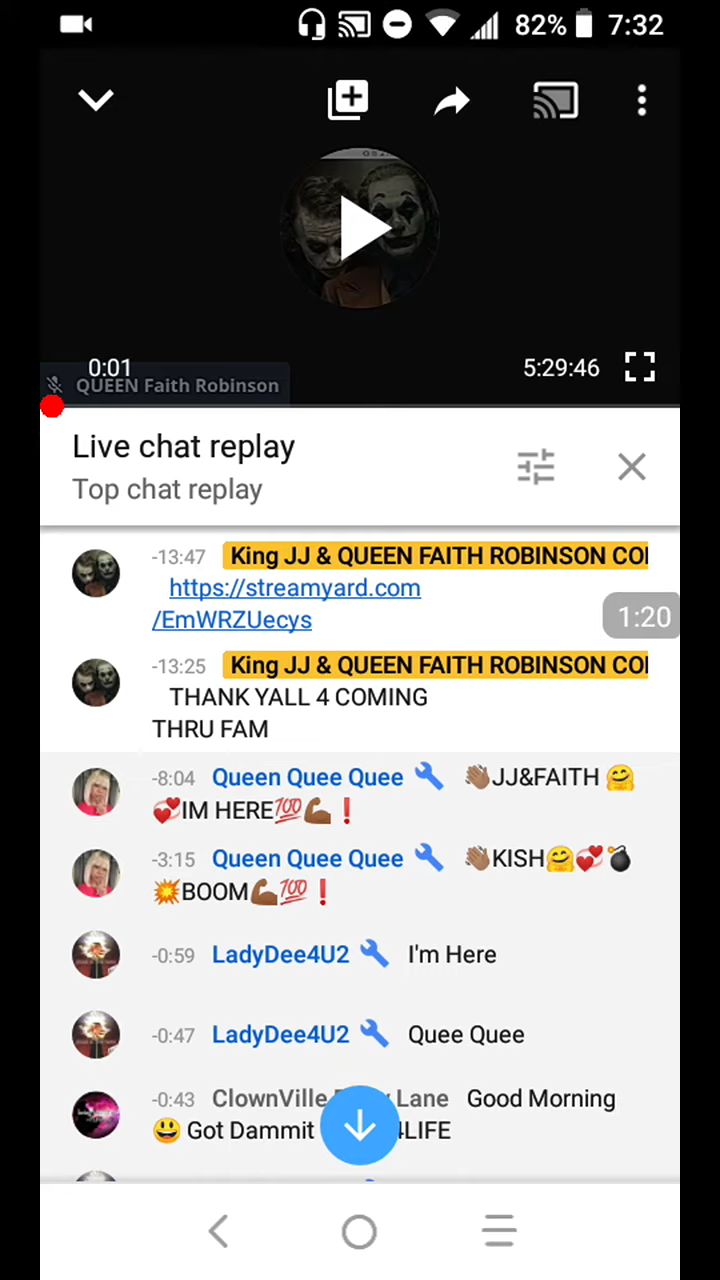 82% 7:32
0:01 5:29:46
QUEEN Faith Robinson
Live chat replay
Top chat replay
-13:47 King JJ & QUEEN FAITH ROBINSON
https://streamyard.com
/EmWRZUecys
1:20
-13:25 King JJ & QUEEN FAITH ROBINSON
THANK YALL 4 COMING
THRU FAM
-8:04 Queen Quee Quee 🔧 👋🏽JJ&FAITH 🤗
💞IM HERE💯💪🏾❗
-3:15 Queen Quee Quee 🔧 👋🏽KISH🤗💞💣
💥BOOM💪🏾💯❗
-0:59 LadyDee4U2 🔧 I'm Here
-0:47 LadyDee4U2 🔧 Quee Quee
-0:43 ClownVille Lane Good Morning
😃 Got Dammit 4LIFE